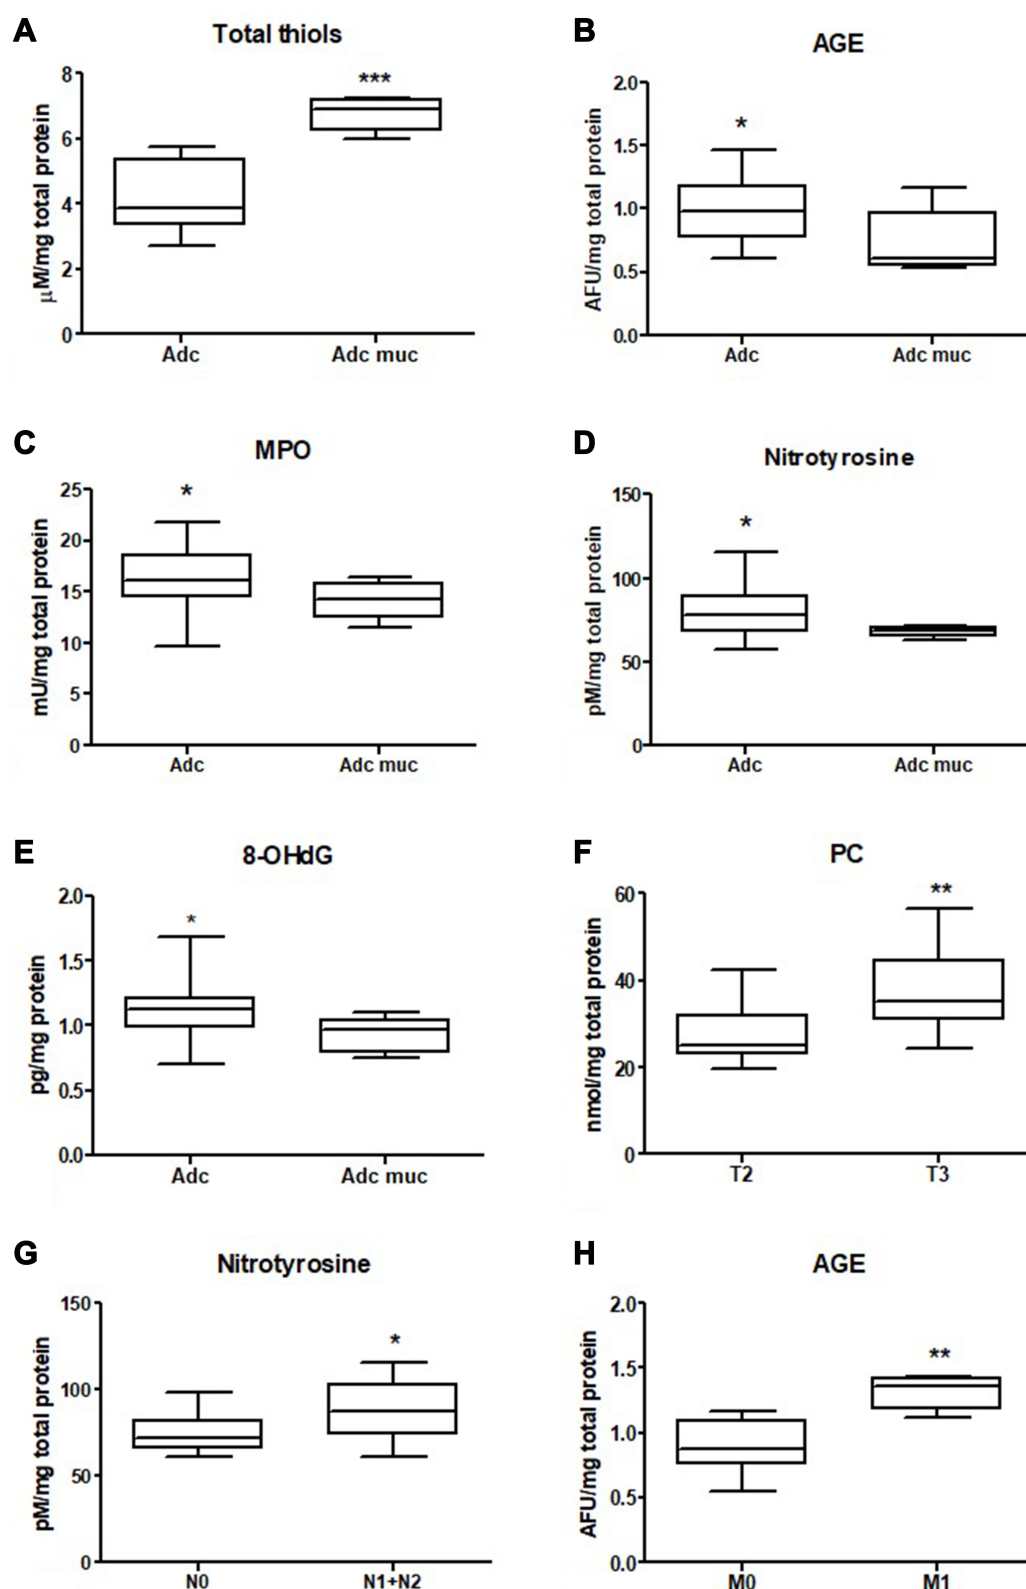 A
Total thiols
***
μM/mg total protein
8
6
4
2
0
Adc
Adc muc
B
AGE
*
AFU/mg total protein
2.0
1.5
1.0
0.5
0.0
Adc
Adc muc
C
MPO
*
mU/mg total protein
25
20
15
10
5
0
Adc
Adc muc
D
Nitrotyrosine
*
pM/mg total protein
150
100
50
0
Adc
Adc muc
E
8-OHdG
*
pg/mg protein
2.0
1.5
1.0
0.5
0.0
Adc
Adc muc
F
PC
**
nmol/mg total protein
60
40
20
0
T2
T3
G
Nitrotyrosine
*
pM/mg total protein
150
100
50
0
N0
N1+N2
H
AGE
**
AFU/mg total protein
2.0
1.5
1.0
0.5
0.0
M0
M1